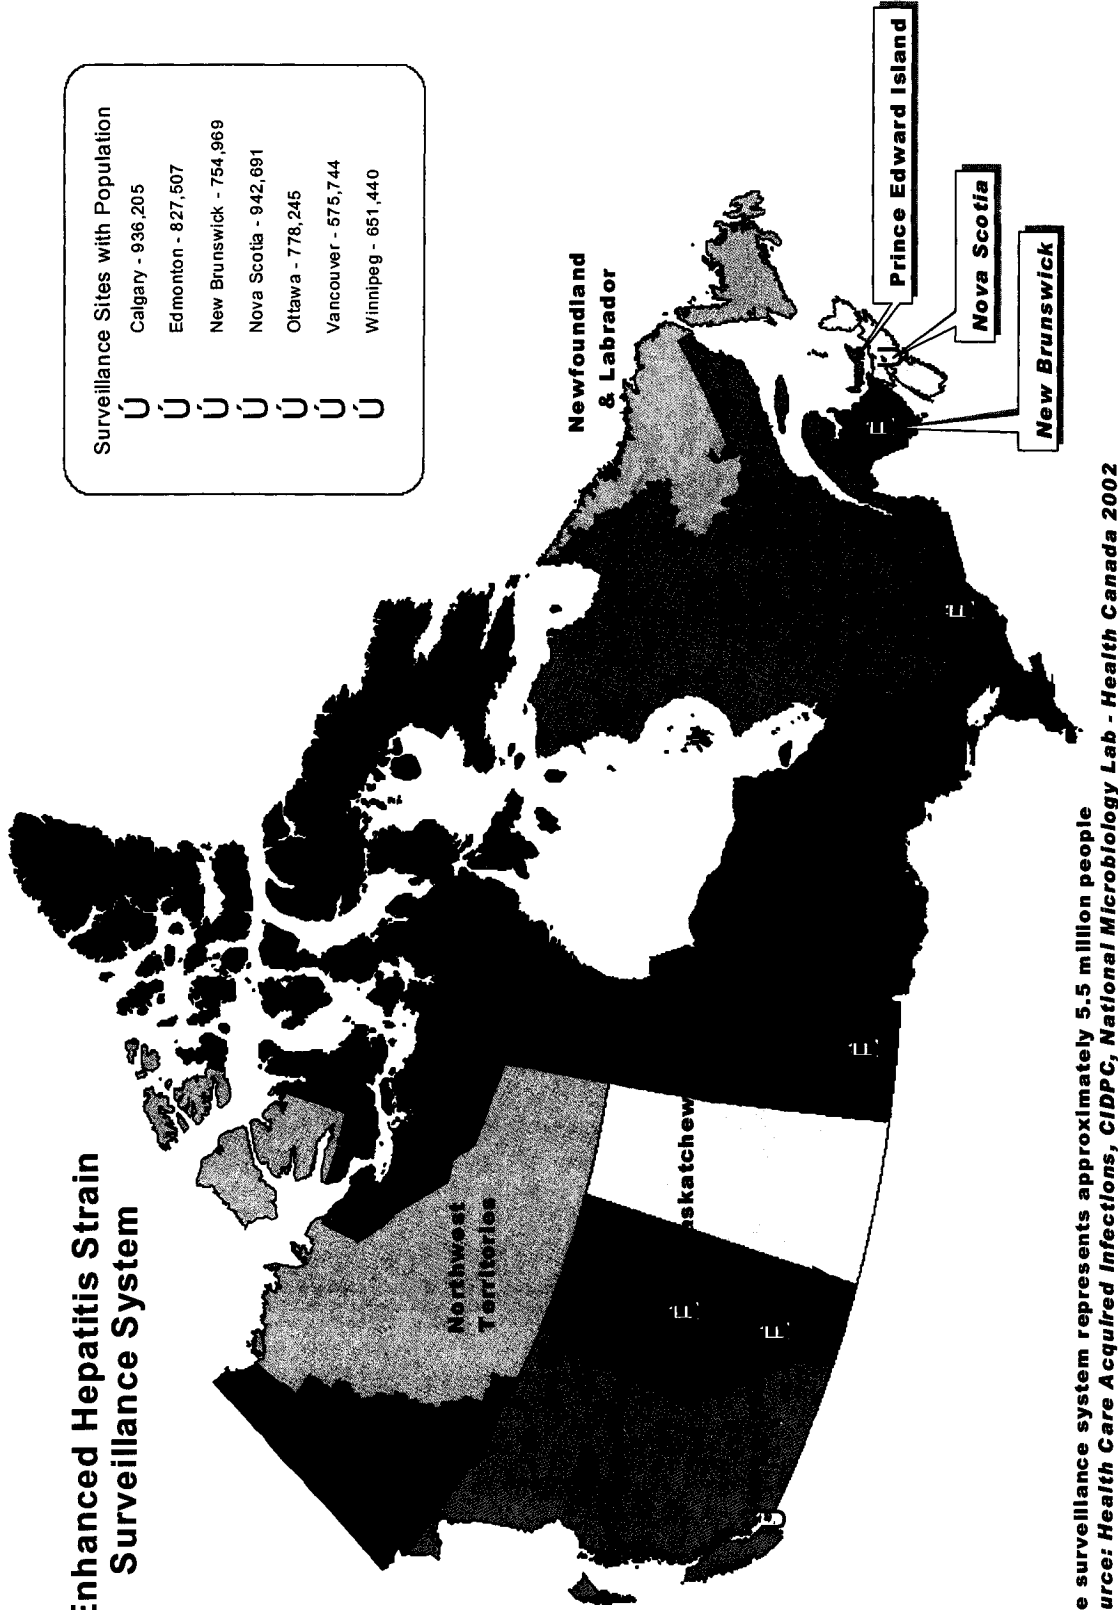 Enhanced Hepatitis Strain
Surveillance System
Surveillance Sites with Population
Ú Calgary - 936,205
Ú Edmonton - 827,507
Ú New Brunswick - 754,969
Ú Nova Scotia - 942,691
Ú Ottawa - 778,245
Ú Vancouver - 575,744
Ú Winnipeg - 651,440
Northwest
Territories
askatchew
Newfoundland
& Labrador
Prince Edward Island
Nova Scotia
New Brunswick
e surveillance system represents approximately 5.5 million people
urce: Health Care Acquired Infections, CIDPC, National Microbiology Lab - Health Canada 2002